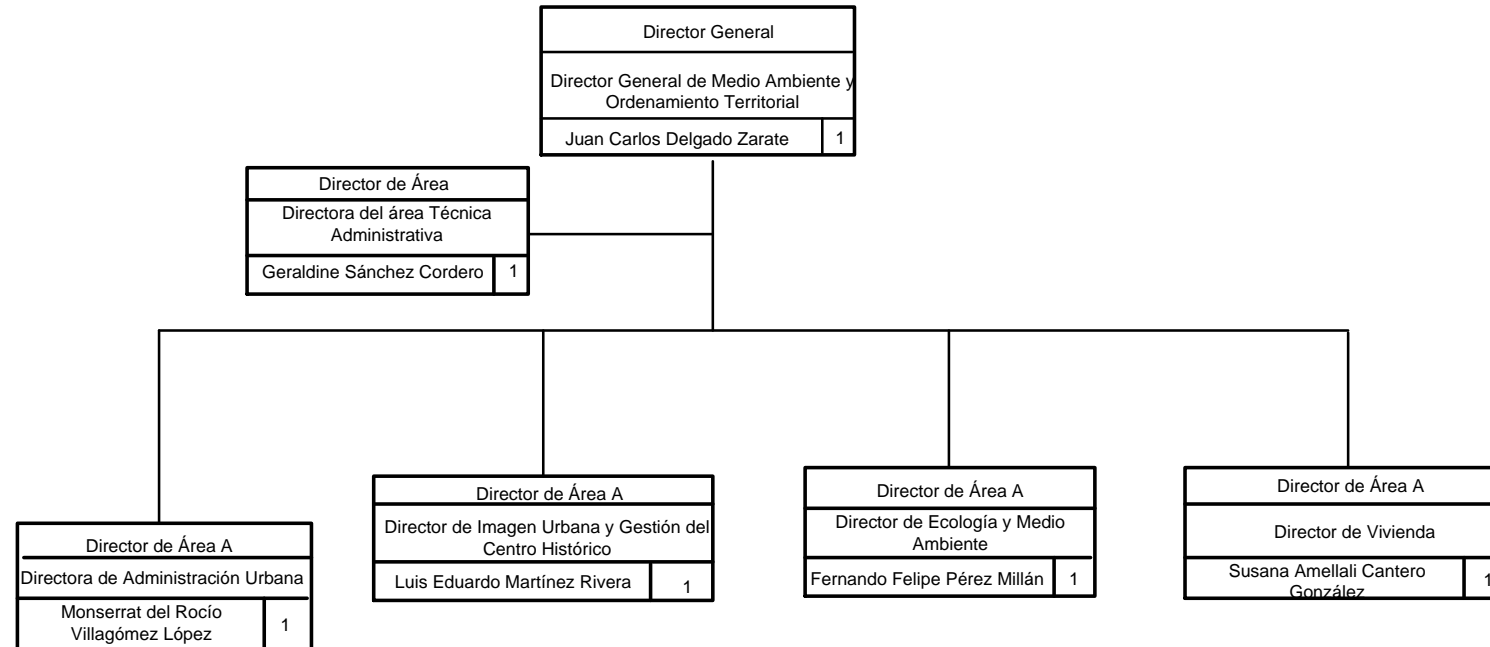 Director General
Director General de Medio Ambiente y
Ordenamiento Territorial
Juan Carlos Delgado Zarate
1
Director de Área
Directora del área Técnica
Administrativa
Geraldine Sánchez Cordero
1
Director de Área A
Directora de Administración Urbana
Monserrat del Rocío
Villagómez López
1
Director de Área A
Director de Imagen Urbana y Gestión del
Centro Histórico
Luis Eduardo Martínez Rivera
1
Director de Área A
Director de Ecología y Medio
Ambiente
Fernando Felipe Pérez Millán
1
Director de Área A
Director de Vivienda
Susana Amellali Cantero
González
1